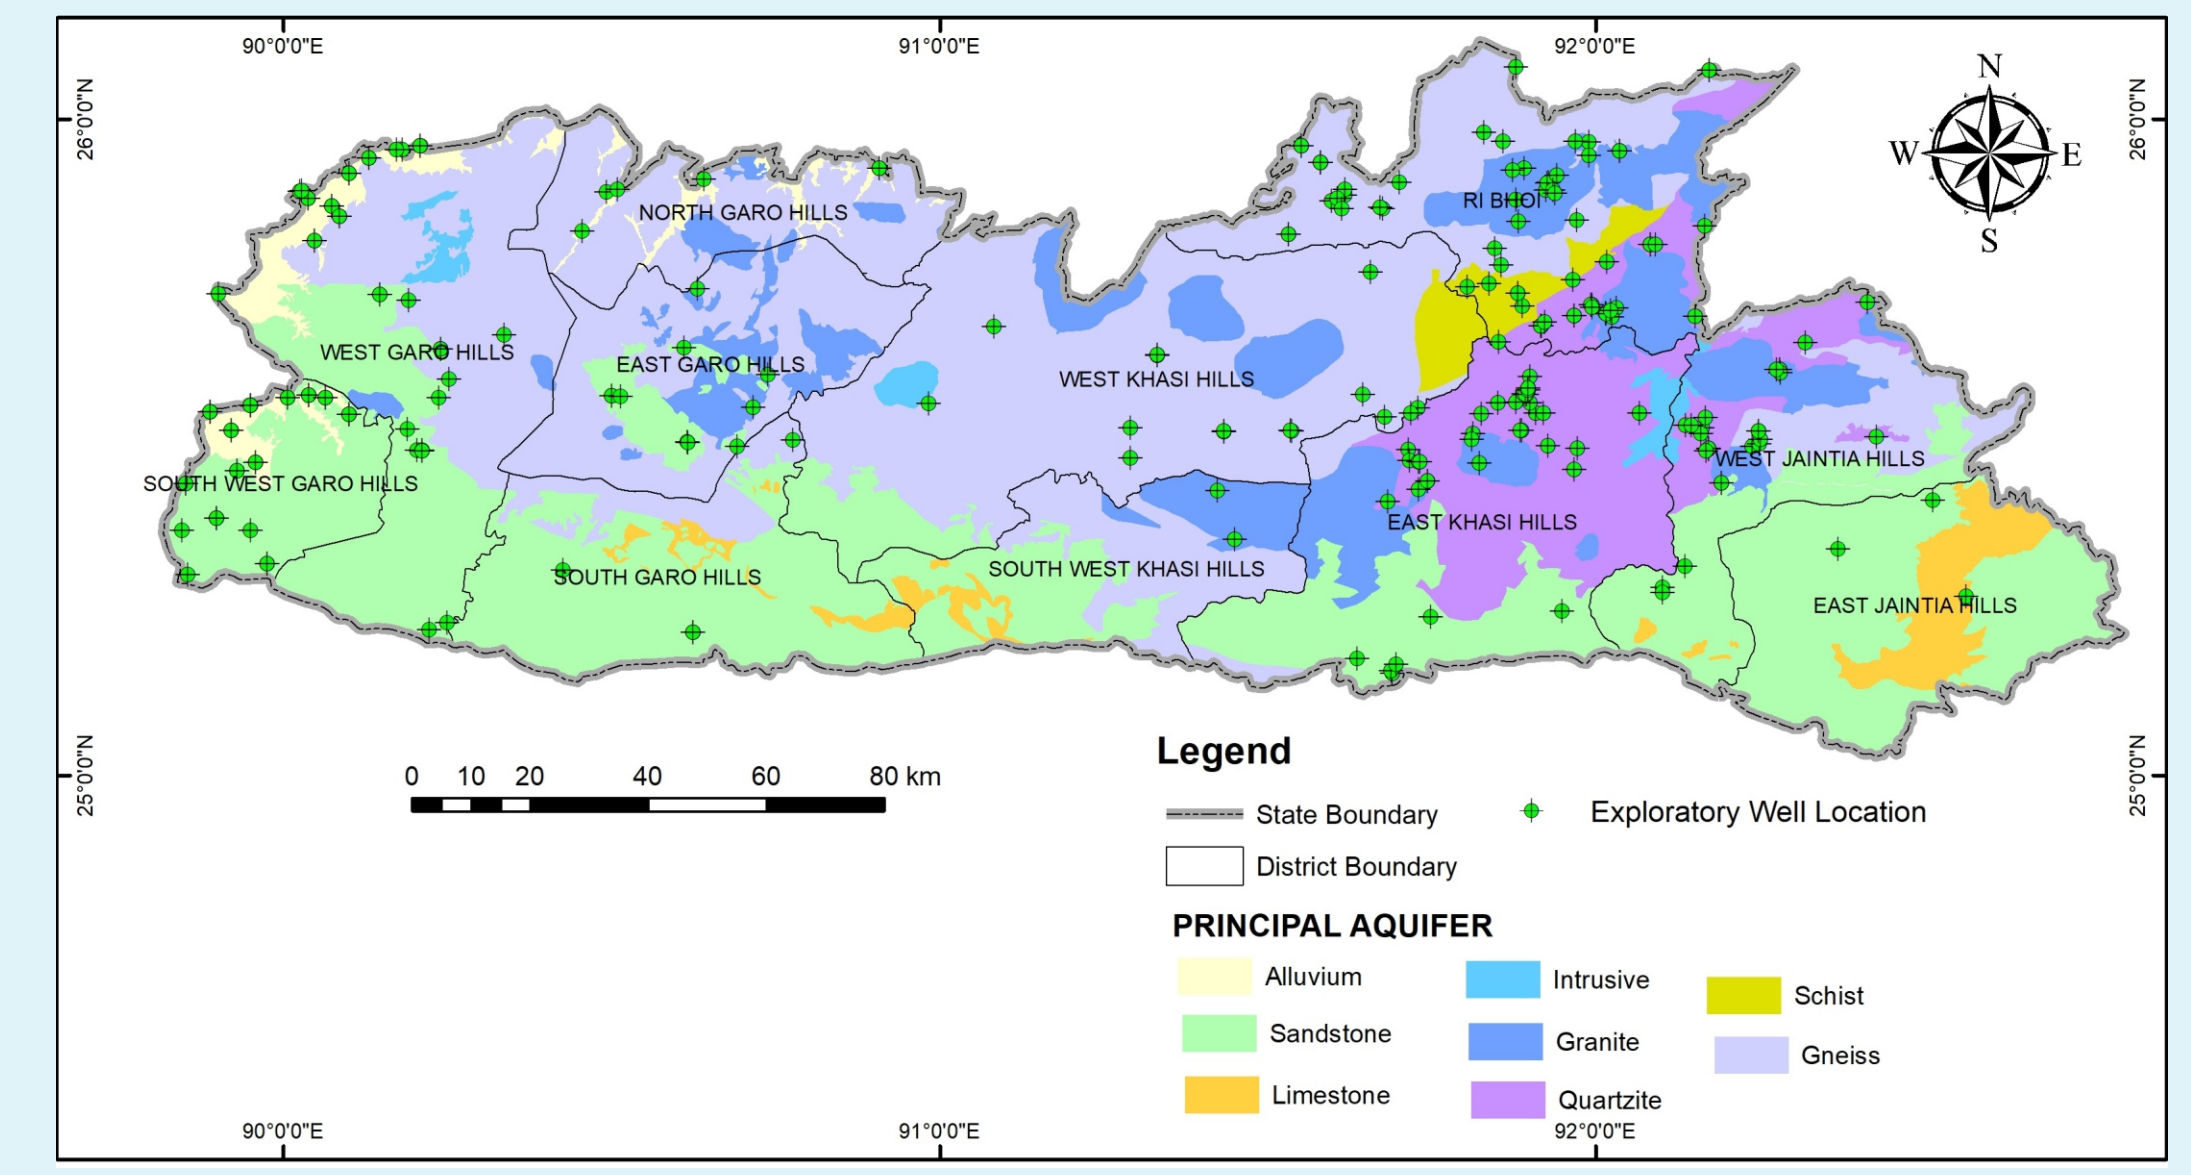 90°0'0"E
91°0'0"E
92°0'0"E
26°0'0"N
26°0'0"N
N
W
E
S
RI BHOI
NORTH GARO HILLS
WEST GARO HILLS
EAST GARO HILLS
WEST KHASI HILLS
WEST JAINTIA HILLS
SOUTH WEST GARO HILLS
EAST KHASI HILLS
SOUTH GARO HILLS
SOUTH WEST KHASI HILLS
EAST JAINTIA HILLS
25°0'0"N
25°0'0"N
0 10 20 40 60 80 km
Legend
State Boundary
Exploratory Well Location
District Boundary
PRINCIPAL AQUIFER
Alluvium
Intrusive
Schist
Sandstone
Granite
Gneiss
Limestone
Quartzite
90°0'0"E
91°0'0"E
92°0'0"E